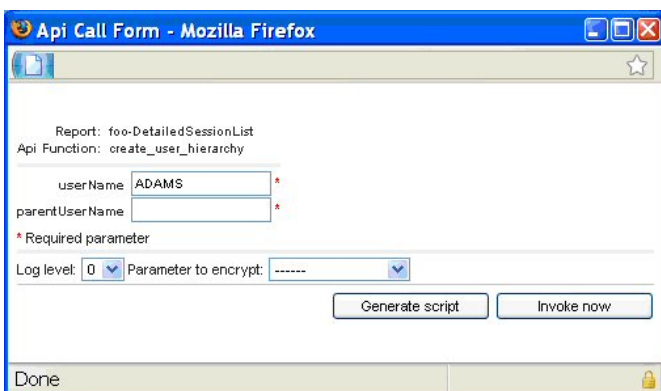 Api Call Form - Mozilla Firefox
Report: foo-DetailedSessionList
Api Function: create_user_hierarchy
userName ADAMS *
parentUserName *
* Required parameter
Log level: 0 Parameter to encrypt: ------
Generate script Invoke now
Done